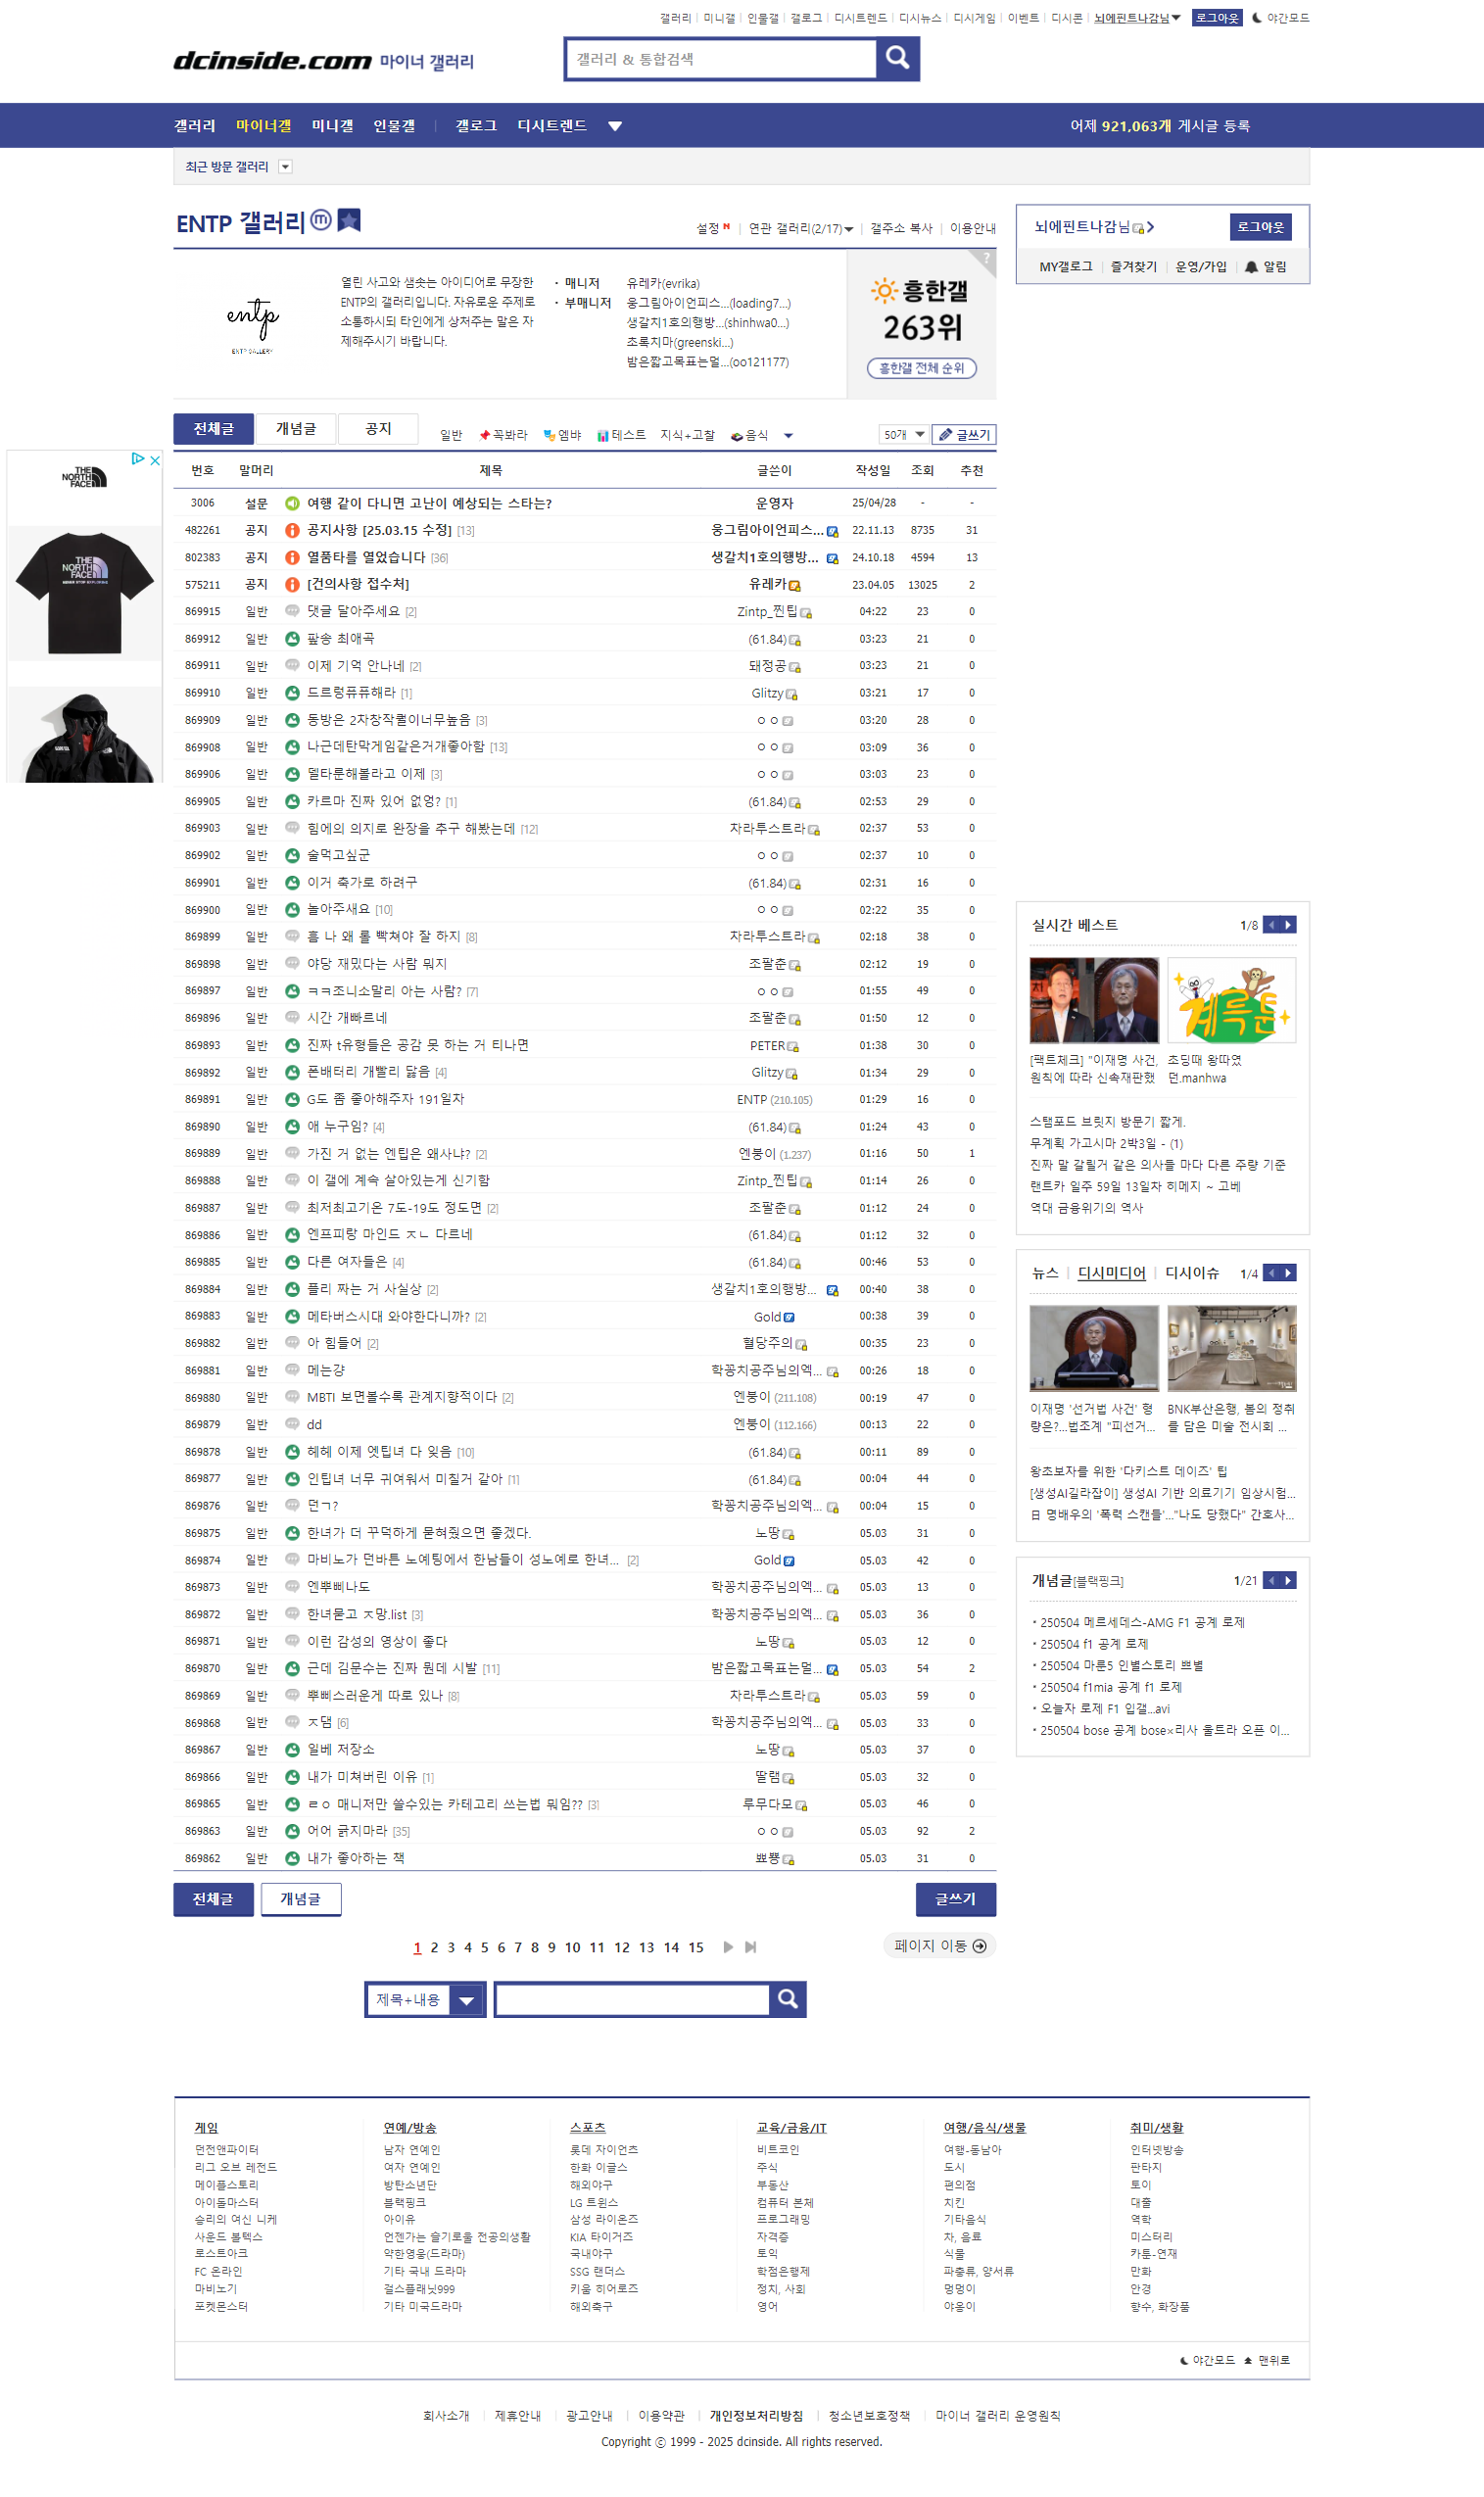 갤러리 | 미니갤 | 인물갤 | 갤로그 | 디시트렌드 | 디시뉴스 | 디시게임 | 이벤트 | 디시콘 | 뇌에핀트나감님 로그아웃 야간모드
dcinside.com 마이너 갤러리
갤러리 & 통합검색
갤러리 마이너갤 미니갤 인물갤 | 갤로그 디시트렌드
어제 921,063개 게시글 등록
최근 방문 갤러리
ENTP 갤러리 ⓜ
설정 N | 연관 갤러리(2/17) | 갤주소 복사 | 이용안내
entp
ENTP GALLERY
열린 사고와 샘솟는 아이디어로 무장한
ENTP의 갤러리입니다. 자유로운 주제로
소통하시되 타인에게 상처주는 말은 자
제해주시기 바랍니다.
· 매니저 유레카(evrika)
· 부매니저 웅그림아이언피스...(loading7...)
생갈치1호의행방...(shinhwa0...)
초록치마(greenski...)
밤은짧고목표는멀...(oo121177)
?
흥한갤
263위
흥한갤 전체 순위
전체글 개념글 공지
일반 꼭봐라 엠뱌 테스트 지식+고찰 음식
50개 글쓰기
번호 말머리 제목 글쓴이 작성일 조회 추천
3006 설문 여행 같이 다니면 고난이 예상되는 스타는? 운영자 25/04/28 - -
482261 공지 공지사항 [25.03.15 수정] [13] 웅그림아이언피스... 22.11.13 8735 31
802383 공지 열품타를 열었습니다 [36] 생갈치1호의행방... 24.10.18 4594 13
575211 공지 [건의사항 접수처] 유레카 23.04.05 13025 2
869915 일반 댓글 달아주세요 [2] Zintp_찐팁 04:22 23 0
869912 일반 팦송 최애곡 (61.84) 03:23 21 0
869911 일반 이제 기억 안나네 [2] 돼정공 03:23 21 0
869910 일반 드르렁퓨퓨해라 [1] Glitzy 03:21 17 0
869909 일반 동방은 2차창작퀄이너무높음 [3] ㅇㅇ 03:20 28 0
869908 일반 나근데탄막게임같은거개좋아함 [13] ㅇㅇ 03:09 36 0
869906 일반 델타룬해볼라고 이제 [3] ㅇㅇ 03:03 23 0
869905 일반 카르마 진짜 있어 없엉? [1] (61.84) 02:53 29 0
869903 일반 힘에의 의지로 완장을 추구 해봤는데 [12] 차라투스트라 02:37 53 0
869902 일반 술먹고싶군 ㅇㅇ 02:37 10 0
869901 일반 이거 축가로 하려구 (61.84) 02:31 16 0
869900 일반 놀아주새요 [10] ㅇㅇ 02:22 35 0
869899 일반 흠 나 왜 롤 빡쳐야 잘 하지 [8] 차라투스트라 02:18 38 0
869898 일반 야당 재밌다는 사람 뭐지 조팔춘 02:12 19 0
869897 일반 ㅋㅋ조니소말리 아는 사람? [7] ㅇㅇ 01:55 49 0
869896 일반 시간 개빠르네 조팔춘 01:50 12 0
869893 일반 진짜 t유형들은 공감 못 하는 거 티나면 PETER 01:38 30 0
869892 일반 폰배터리 개빨리 닳음 [4] Glitzy 01:34 29 0
869891 일반 G도 좀 좋아해주자 191일차 ENTP (210.105) 01:29 16 0
869890 일반 애 누구임? [4] (61.84) 01:24 43 0
869889 일반 가진 거 없는 엔팁은 왜사냐? [2] 엔붕이 (1.237) 01:16 50 1
869888 일반 이 갤에 계속 살아있는게 신기함 Zintp_찐팁 01:14 26 0
869887 일반 최저최고기온 7도-19도 정도면 [2] 조팔춘 01:12 24 0
869886 일반 엔프피랑 마인드 ㅈㄴ 다르네 (61.84) 01:12 32 0
869885 일반 다른 여자들은 [4] (61.84) 00:46 53 0
869884 일반 플리 짜는 거 사실상 [2] 생갈치1호의행방... 00:40 38 0
869883 일반 메타버스시대 와야한다니까? [2] Gold 00:38 39 0
869882 일반 아 힘들어 [2] 혈당주의 00:35 23 0
869881 일반 메는걍 학꽁치공주님의엑... 00:26 18 0
869880 일반 MBTI 보면볼수록 관계지향적이다 [2] 엔붕이 (211.108) 00:19 47 0
869879 일반 dd 엔붕이 (112.166) 00:13 22 0
869878 일반 헤헤 이제 엣팁녀 다 잊음 [10] (61.84) 00:11 89 0
869877 일반 인팁녀 너무 귀여워서 미칠거 같아 [1] (61.84) 00:04 44 0
869876 일반 던ㄱ? 학꽁치공주님의엑... 00:04 15 0
869875 일반 한녀가 더 꾸덕하게 묻혀줬으면 좋겠다. 노땅 05.03 31 0
869874 일반 마비노가 던바튼 노예팅에서 한남들이 성노예로 한녀... [2] Gold 05.03 42 0
869873 일반 엔뿌삐나도 학꽁치공주님의엑... 05.03 13 0
869872 일반 한녀묻고 ㅈ망.list [3] 학꽁치공주님의엑... 05.03 36 0
869871 일반 이런 감성의 영상이 좋다 노땅 05.03 12 0
869870 일반 근데 김문수는 진짜 뭔데 시발 [11] 밤은짧고목표는멀... 05.03 54 2
869869 일반 뿌삐스러운게 따로 있나 [8] 차라투스트라 05.03 59 0
869868 일반 ㅈ댐 [6] 학꽁치공주님의엑... 05.03 33 0
869867 일반 일베 저장소 노땅 05.03 37 0
869866 일반 내가 미쳐버린 이유 [1] 딸램 05.03 32 0
869865 일반 ㄹㅇ 매니저만 쓸수있는 카테고리 쓰는법 뭐임?? [3] 루무다모 05.03 46 0
869863 일반 어어 긁지마라 [35] ㅇㅇ 05.03 92 2
869862 일반 내가 좋아하는 책 뾰뿅 05.03 31 0
전체글 개념글 글쓰기
1 2 3 4 5 6 7 8 9 10 11 12 13 14 15
페이지 이동
제목+내용
뇌에핀트나감님 로그아웃
MY갤로그 | 즐겨찾기 | 운영/가입 | 알림
실시간 베스트 1/8
[팩트체크] "이재명 사건,
원칙에 따라 신속재판했
계륵툰
초딩때 왕따였
던.manhwa
스탬포드 브릿지 방문기 짧게.
무계획 가고시마 2박3일 - (1)
진짜 말 갈릴거 같은 의사들 마다 다른 주량 기준
랜트카 일주 59일 13일차 히메지 ~ 고베
역대 금융위기의 역사
뉴스 | 디시미디어 | 디시이슈 1/4
이재명 '선거법 사건' 형
량은?...법조계 "피선거...
BNK부산은행, 봄의 정취
를 담은 미술 전시회 ...
왕초보자를 위한 '다키스트 데이즈' 팁
[생성AI길라잡이] 생성AI 기반 의료기기 임상시험...
日 명배우의 '폭력 스캔들'..."나도 당했다" 간호사...
개념글[블랙핑크] 1/21
· 250504 메르세데스-AMG F1 공계 로제
· 250504 f1 공계 로제
· 250504 마룬5 인별스토리 쁘별
· 250504 f1mia 공계 f1 로제
· 오늘자 로제 F1 입갤...avi
· 250504 bose 공계 bose×리사 울트라 오픈 이...
THE
NORTH
FACE
THE
NORTH
FACE
게임
던전앤파이터
리그 오브 레전드
메이플스토리
아이돌마스터
승리의 여신 니케
사운드 볼텍스
로스트아크
FC 온라인
마비노기
포켓몬스터
연예/방송
남자 연예인
여자 연예인
방탄소년단
블랙핑크
아이유
언젠가는 슬기로울 전공의생활
약한영웅(드라마)
기타 국내 드라마
걸스플래닛999
기타 미국드라마
스포츠
롯데 자이언츠
한화 이글스
해외야구
LG 트윈스
삼성 라이온즈
KIA 타이거즈
국내야구
SSG 랜더스
키움 히어로즈
해외축구
교육/금융/IT
비트코인
주식
부동산
컴퓨터 본체
프로그래밍
자격증
토익
학점은행제
정치, 사회
영어
여행/음식/생물
여행-동남아
도시
편의점
치킨
기타음식
차, 음료
식물
파충류, 양서류
멍멍이
야옹이
취미/생활
인터넷방송
판타지
토이
대출
역학
미스터리
카툰-연재
만화
안경
향수, 화장품
야간모드 맨위로
회사소개 | 제휴안내 | 광고안내 | 이용약관 | 개인정보처리방침 | 청소년보호정책 | 마이너 갤러리 운영원칙
Copyright ⓒ 1999 - 2025 dcinside. All rights reserved.